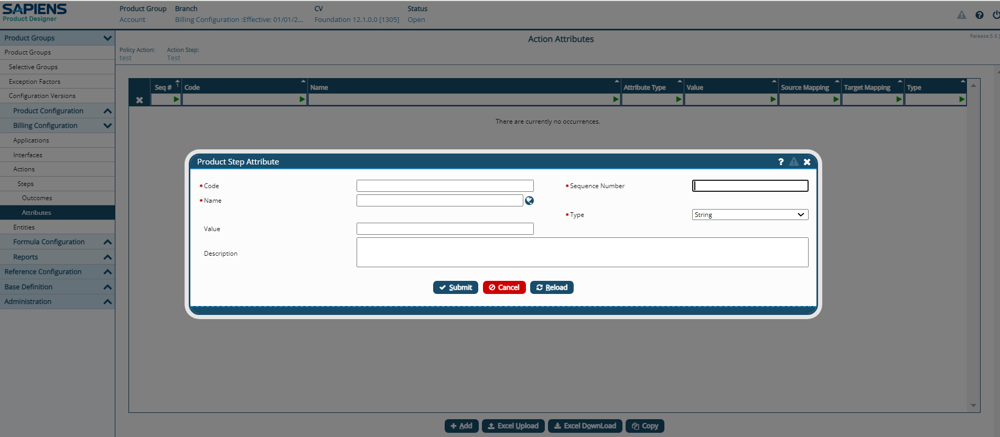 SAPIENS
Product Designer
Product Group Branch CV Status
Account Billing Configuration :Effective: 01/01/2... Foundation 12.1.0.0 [1305] Open
Product Groups
Product Groups
Selective Groups
Exception Factors
Configuration Versions
Product Configuration
Billing Configuration
Applications
Interfaces
Actions
Steps
Outcomes
Attributes
Entities
Formula Configuration
Reports
Reference Configuration
Base Definition
Administration
Action Attributes
Release:5.6 [
Policy Action: Action Step:
test Test
Seq # 1 Code Name Attribute Type Value Source Mapping Target Mapping Type
There are currently no occurrences.
Product Step Attribute
* Code
* Sequence Number
* Name
* Type String
Value
Description
Submit Cancel Reload
Add Excel Upload Excel DownLoad Copy